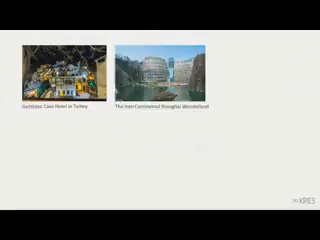 Gamirasu Cave Hotel in Turkey
The InterContinental Shanghai Wonderland